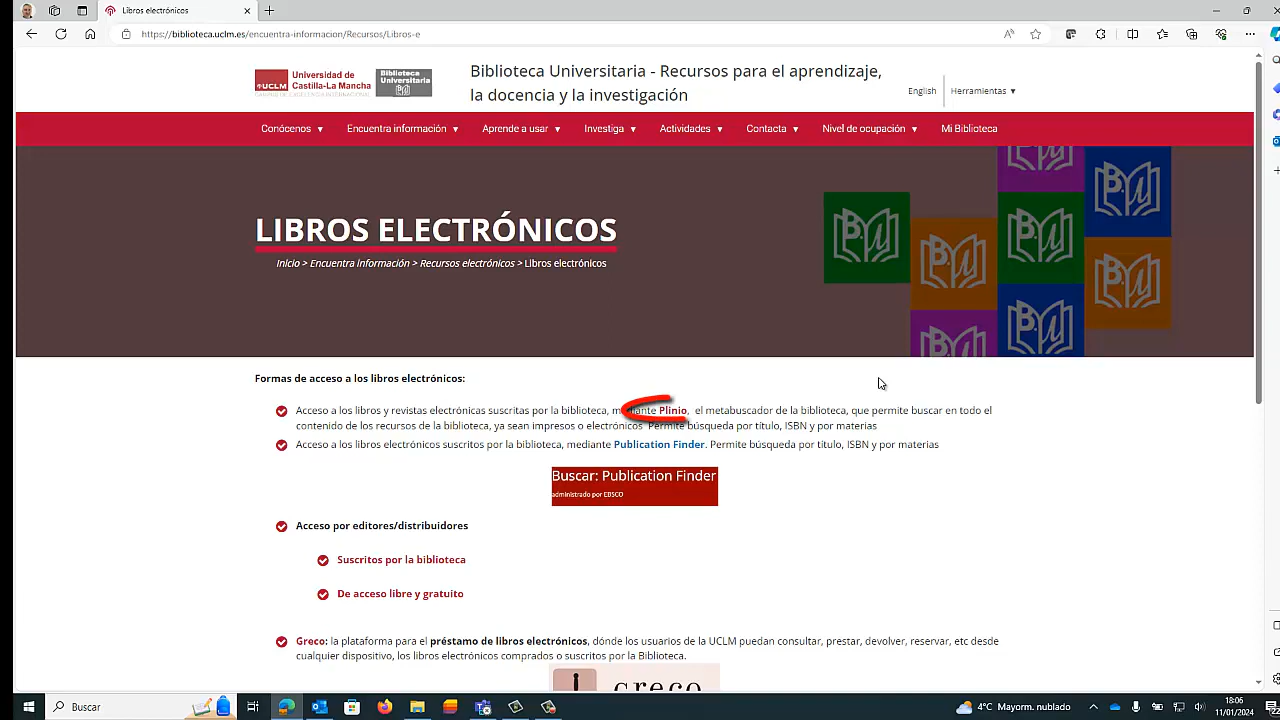 Libros electrónicos
https://biblioteca.uclm.es/encuentra-informacion/Recursos/Libros-e
UCLM
Universidad de
Castilla-La Mancha
Biblioteca
Universitaria
Biblioteca Universitaria - Recursos para el aprendizaje,
la docencia y la investigación
English
Herramientas ▼
Conócenos ▼ Encuentra información ▼ Aprende a usar ▼ Investiga ▼ Actividades ▼ Contacta ▼ Nivel de ocupación ▼ Mi Biblioteca
LIBROS ELECTRÓNICOS
Inicio > Encuentra información > Recursos electrónicos > Libros electrónicos
Formas de acceso a los libros electrónicos:
Acceso a los libros y revistas electrónicas suscritas por la biblioteca, mediante Plinio, el metabuscador de la biblioteca, que permite buscar en todo el
contenido de los recursos de la biblioteca, ya sean impresos o electrónicos Permite búsqueda por título, ISBN y por materias
Acceso a los libros electrónicos suscritos por la biblioteca, mediante Publication Finder. Permite búsqueda por título, ISBN y por materias
Buscar: Publication Finder
administrado por EBSCO
Acceso por editores/distribuidores
Suscritos por la biblioteca
De acceso libre y gratuito
Greco: la plataforma para el préstamo de libros electrónicos, dónde los usuarios de la UCLM puedan consultar, prestar, devolver, reservar, etc desde
cualquier dispositivo, los libros electrónicos comprados o suscritos por la Biblioteca.
greco
Buscar
4°C Mayorm. nublado
18:06
11/01/2024